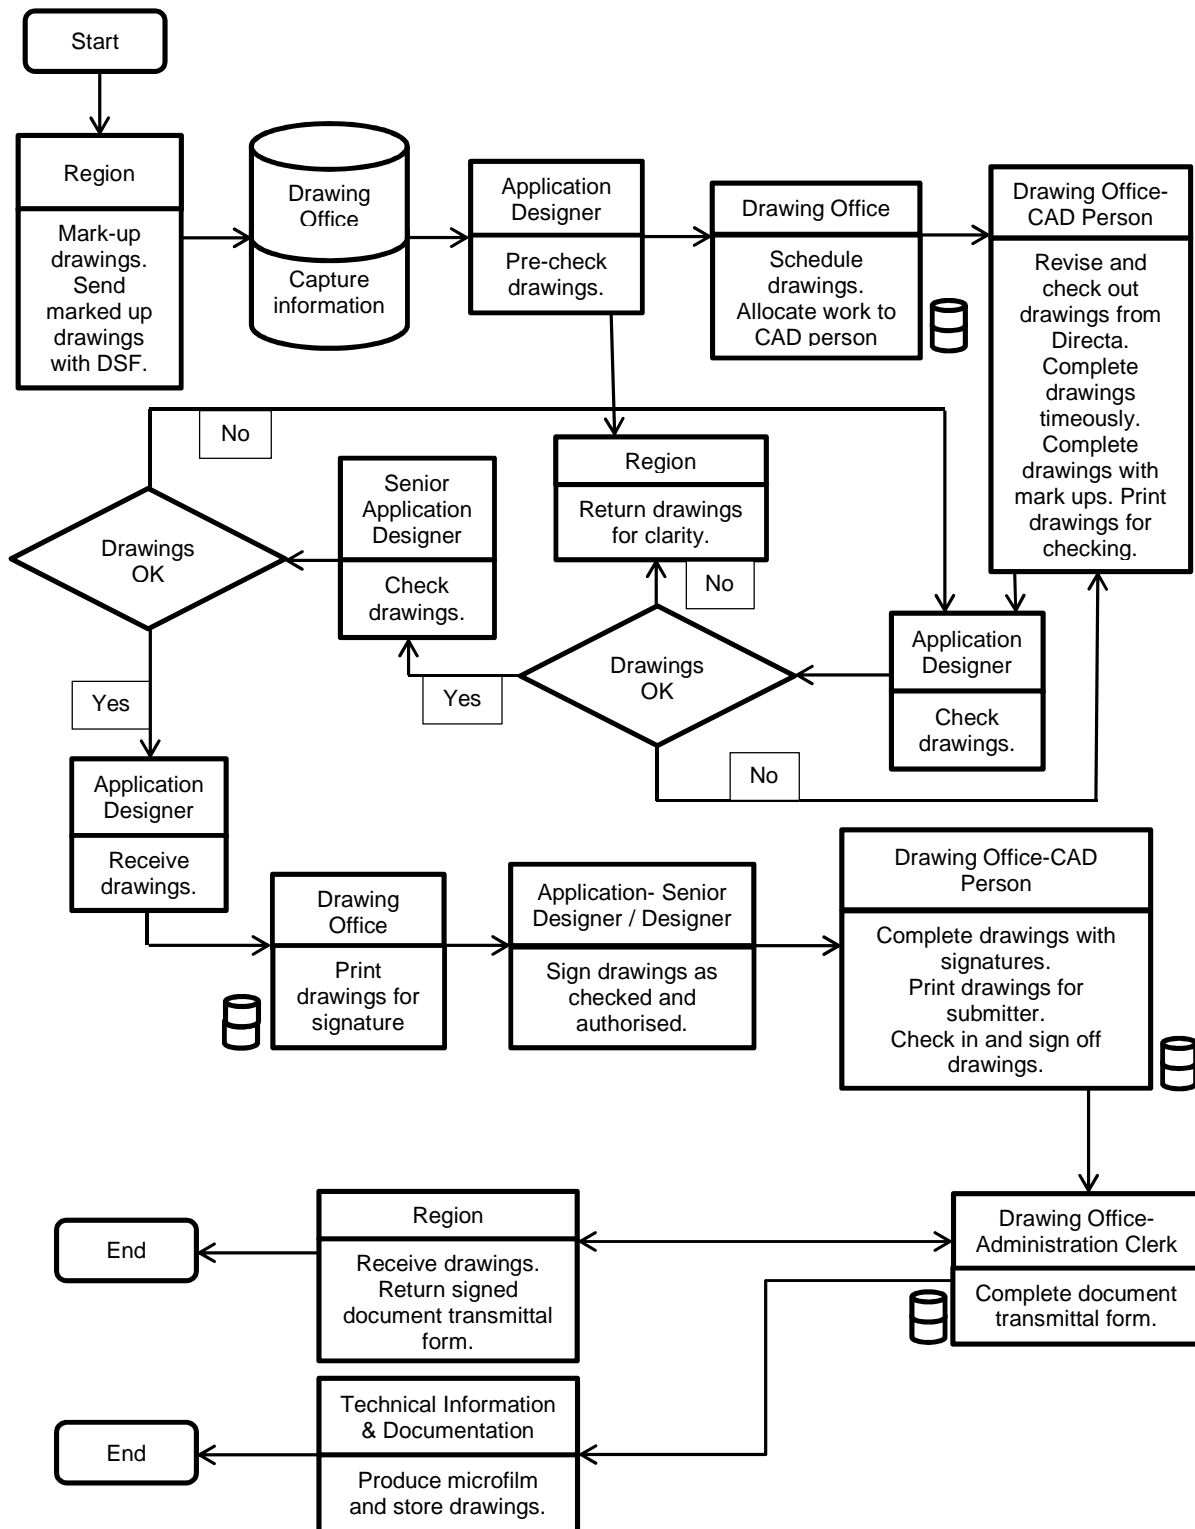 Start
Region
Mark-up
drawings.
Send
marked up
drawings
with DSF.
Drawing
Office
Capture
information
Application
Designer
Pre-check
drawings.
Drawing Office
Schedule
drawings.
Allocate work to
CAD person
Drawing Office-
CAD Person
Revise and
check out
drawings from
Directa.
Complete
drawings
timeously.
Complete
drawings with
mark ups. Print
drawings for
checking.
No
Drawings
OK
Senior
Application
Designer
Check
drawings.
Region
Return drawings
for clarity.
No
Drawings
OK
Yes
No
Application
Designer
Check
drawings.
Yes
Application
Designer
Receive
drawings.
Drawing
Office
Print
drawings for
signature
Application- Senior
Designer / Designer
Sign drawings as
checked and
authorised.
Drawing Office-CAD
Person
Complete drawings with
signatures.
Print drawings for
submitter.
Check in and sign off
drawings.
End
Region
Receive drawings.
Return signed
document transmittal
form.
Drawing Office-
Administration Clerk
Complete document
transmittal form.
End
Technical Information
& Documentation
Produce microfilm
and store drawings.